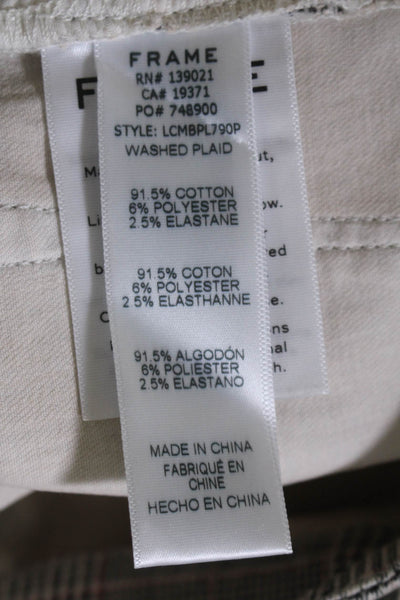 FRAME
RN# 139021
CA# 19371
PO# 748900
STYLE: LCMBPL790P
WASHED PLAID
91.5% COTTON
6% POLYESTER
2.5% ELASTANE
91.5% COTON
6% POLYESTER
2 5% ELASTHANNE
91.5% ALGODÓN
6% POLIESTER
2.5% ELASTANO
MADE IN CHINA
FABRIQUÉ EN
CHINE
HECHO EN CHINA